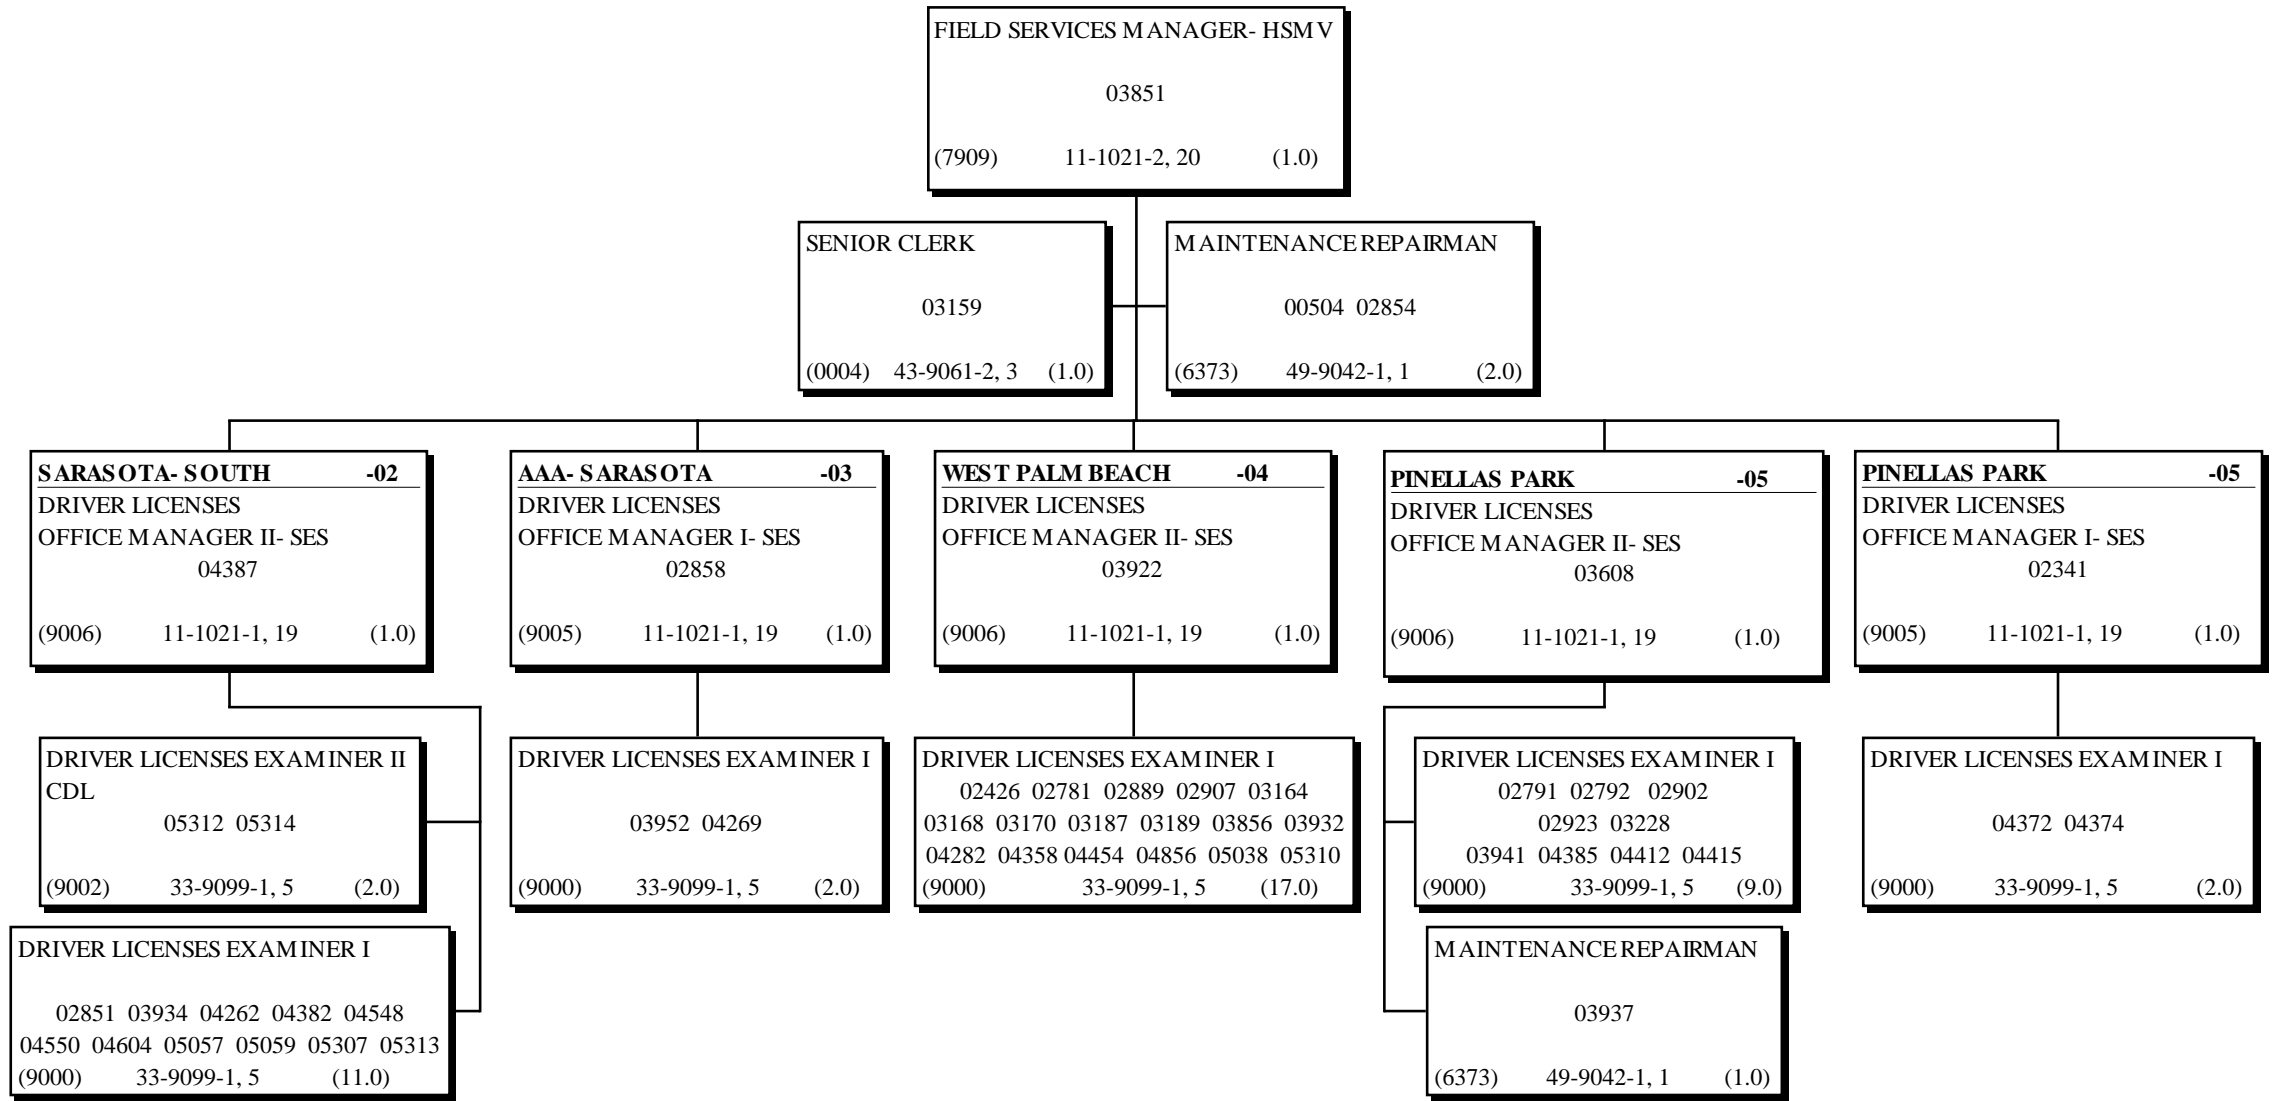 FIELD SERVICES MANAGER- HSMV
03851
(7909) 11-1021-2, 20 (1.0)
SENIOR CLERK
03159
(0004) 43-9061-2, 3 (1.0)
MAINTENANCE REPAIRMAN
00504 02854
(6373) 49-9042-1, 1 (2.0)
SARASOTA- SOUTH -02
DRIVER LICENSES
OFFICE MANAGER II- SES
04387
(9006) 11-1021-1, 19 (1.0)
AAA- SARASOTA -03
DRIVER LICENSES
OFFICE MANAGER I- SES
02858
(9005) 11-1021-1, 19 (1.0)
WEST PALM BEACH -04
DRIVER LICENSES
OFFICE MANAGER II- SES
03922
(9006) 11-1021-1, 19 (1.0)
PINELLAS PARK -05
DRIVER LICENSES
OFFICE MANAGER II- SES
03608
(9006) 11-1021-1, 19 (1.0)
PINELLAS PARK -05
DRIVER LICENSES
OFFICE MANAGER I- SES
02341
(9005) 11-1021-1, 19 (1.0)
DRIVER LICENSES EXAMINER II
CDL
05312 05314
(9002) 33-9099-1, 5 (2.0)
DRIVER LICENSES EXAMINER I
03952 04269
(9000) 33-9099-1, 5 (2.0)
DRIVER LICENSES EXAMINER I
02426 02781 02889 02907 03164
03168 03170 03187 03189 03856 03932
04282 04358 04454 04856 05038 05310
(9000) 33-9099-1, 5 (17.0)
DRIVER LICENSES EXAMINER I
02791 02792 02902
02923 03228
03941 04385 04412 04415
(9000) 33-9099-1, 5 (9.0)
DRIVER LICENSES EXAMINER I
04372 04374
(9000) 33-9099-1, 5 (2.0)
DRIVER LICENSES EXAMINER I
02851 03934 04262 04382 04548
04550 04604 05057 05059 05307 05313
(9000) 33-9099-1, 5 (11.0)
MAINTENANCE REPAIRMAN
03937
(6373) 49-9042-1, 1 (1.0)